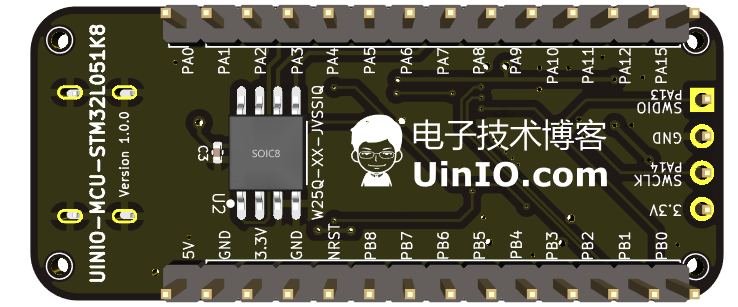 UINIO-MCU-STM32L051K8
Version 1.0.0
PA0
PA1
PA2
PA3
PA4
PA5
PA6
PA7
PA8
PA9
PA10
PA11
PA12
PA15
C3
SOIC8
U2
W25Q-XX-JVSSIQ
电子技术博客
UinIO.com
PA13
SWDIO
GND
PA14
SWCLK
3.3V
5V
GND
3.3V
GND
NRST
PB8
PB7
PB6
PB5
PB4
PB3
PB2
PB1
PB0